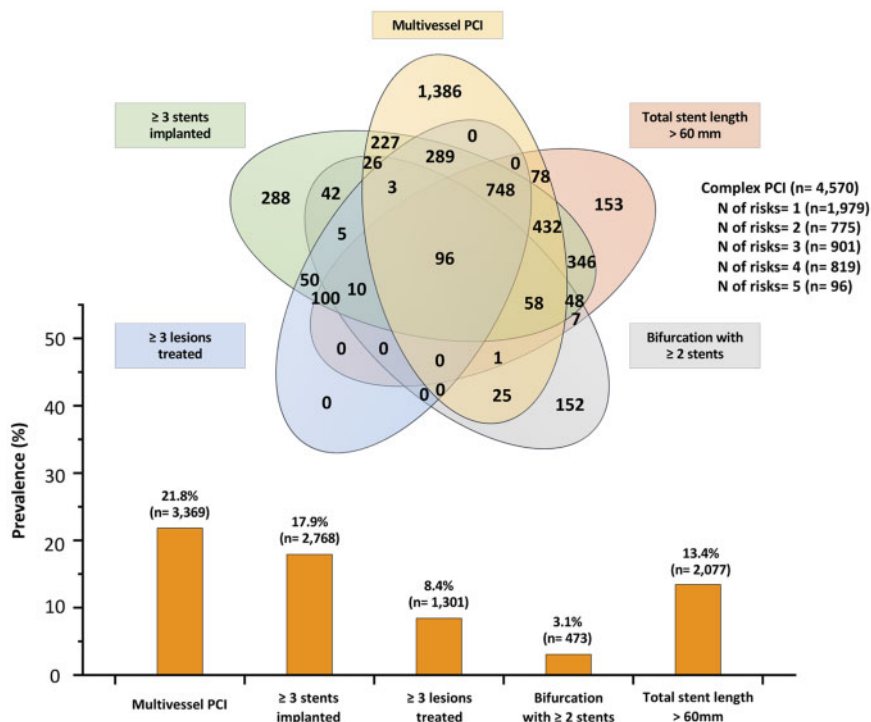 Multivessel PCI
≥ 3 stents
implanted
Total stent length
> 60 mm
≥ 3 lesions
treated
Bifurcation with
≥ 2 stents
1,386
0
227
26
289
0
78
288
42
3
748
153
5
432
96
346
50
100
10
58
48
7
0
0
0
1
0
0
0
25
152
Complex PCI (n= 4,570)
N of risks= 1 (n=1,979)
N of risks= 2 (n= 775)
N of risks= 3 (n= 901)
N of risks= 4 (n= 819)
N of risks= 5 (n= 96)
Prevalence (%)
50
40
30
20
10
0
21.8%
(n= 3,369)
17.9%
(n= 2,768)
8.4%
(n= 1,301)
3.1%
(n= 473)
13.4%
(n= 2,077)
Multivessel PCI
≥ 3 stents
implanted
≥ 3 lesions
treated
Bifurcation
with ≥ 2 stents
Total stent length
> 60mm